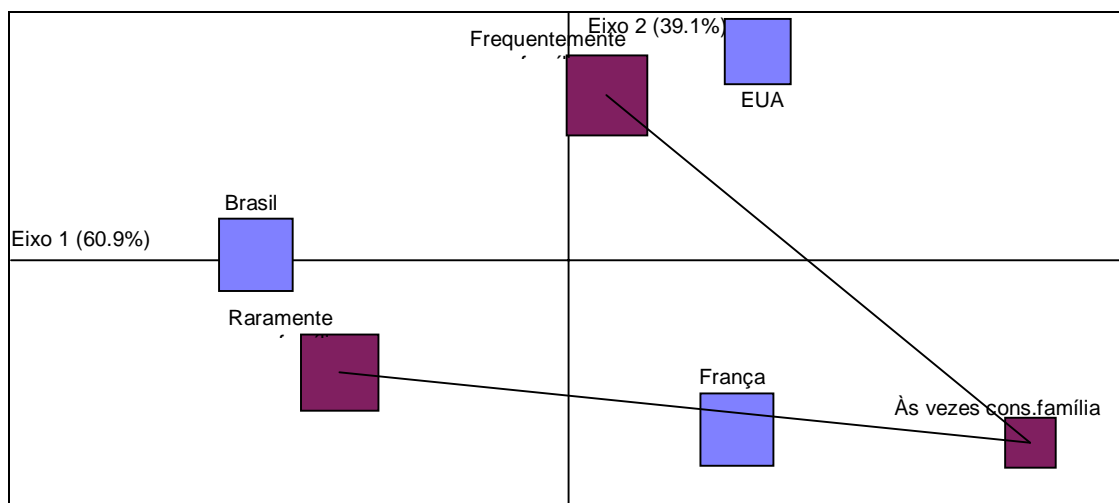 Eixo 2 (39.1%)
Frequentemente
EUA
Brasil
Eixo 1 (60.9%)
Raramente
França
Às vezes cons.família